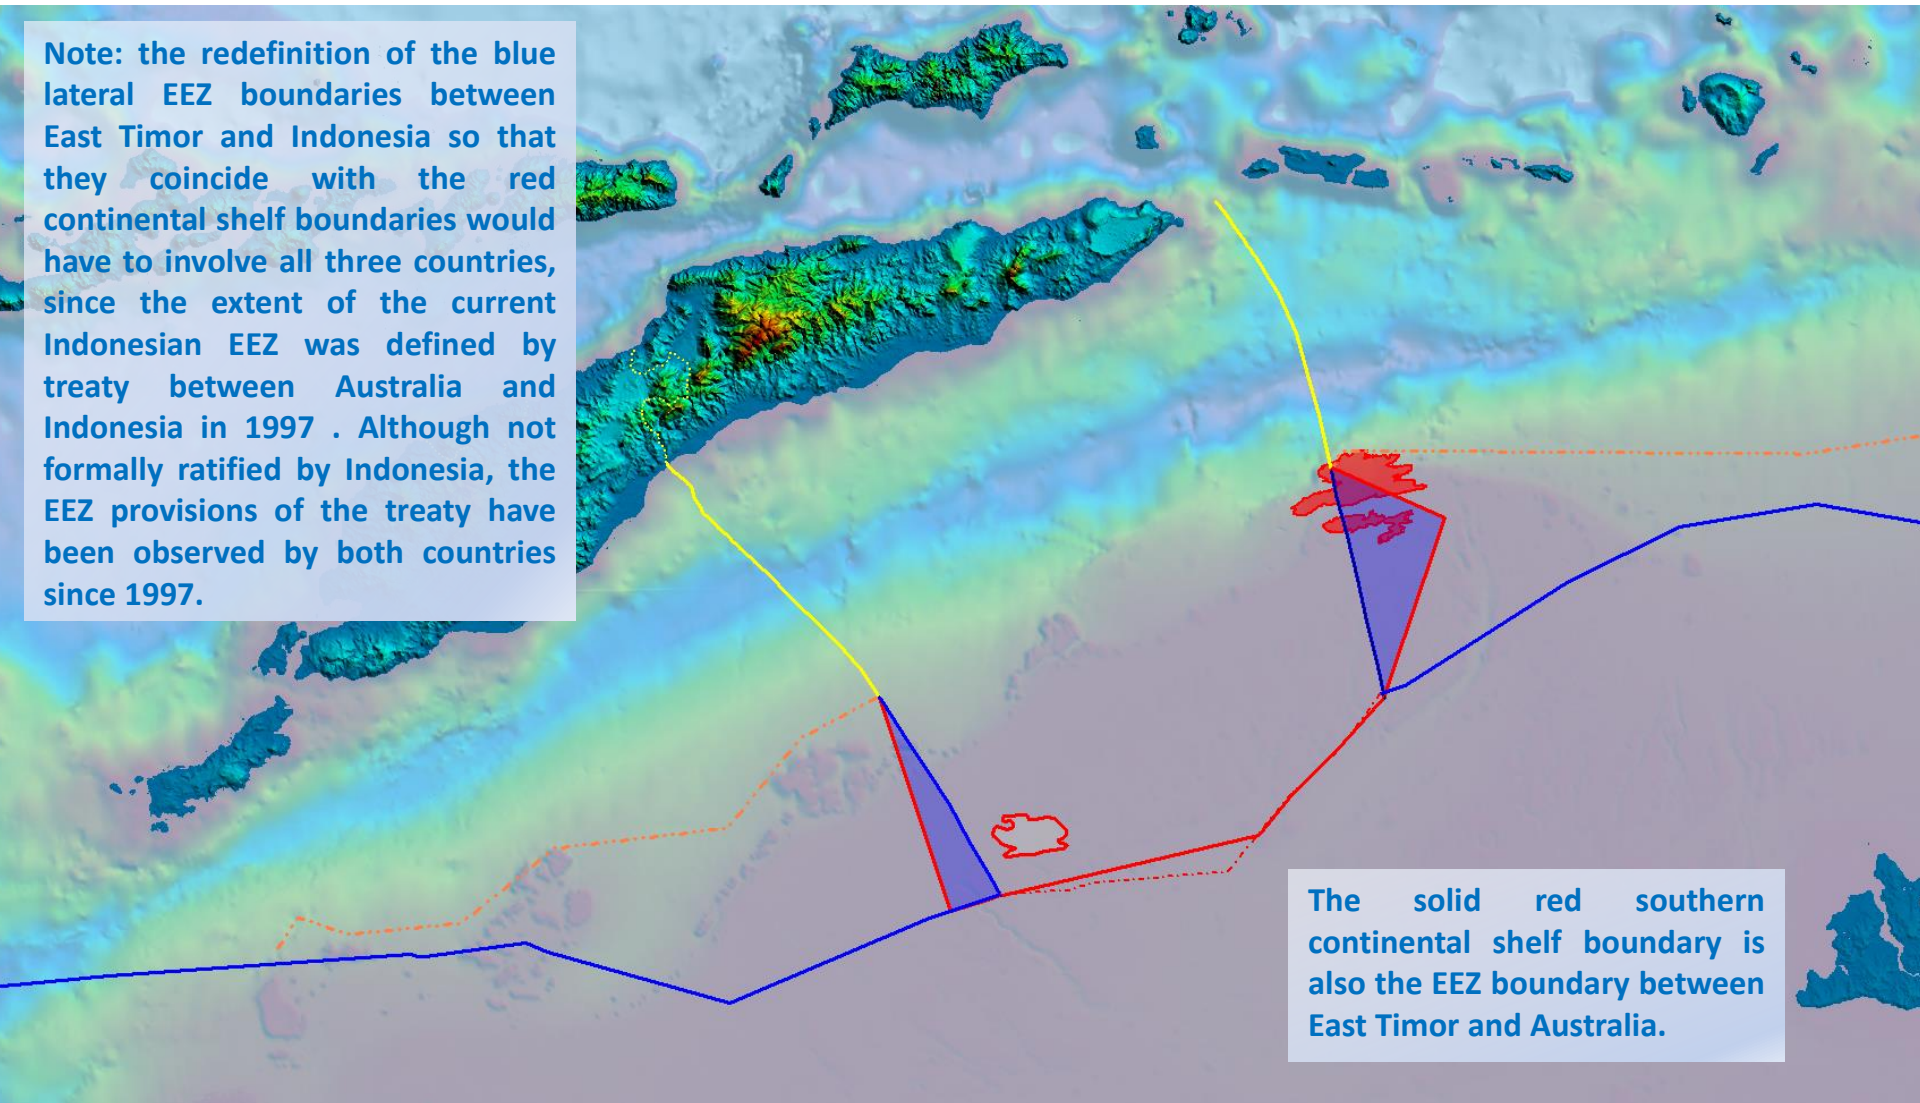 Note: the redefinition of the blue
lateral EEZ boundaries between
East Timor and Indonesia so that
they coincide with the red
continental shelf boundaries would
have to involve all three countries,
since the extent of the current
Indonesian EEZ was defined by
treaty between Australia and
Indonesia in 1997 . Although not
formally ratified by Indonesia, the
EEZ provisions of the treaty have
been observed by both countries
since 1997.
The solid red southern
continental shelf boundary is
also the EEZ boundary between
East Timor and Australia.